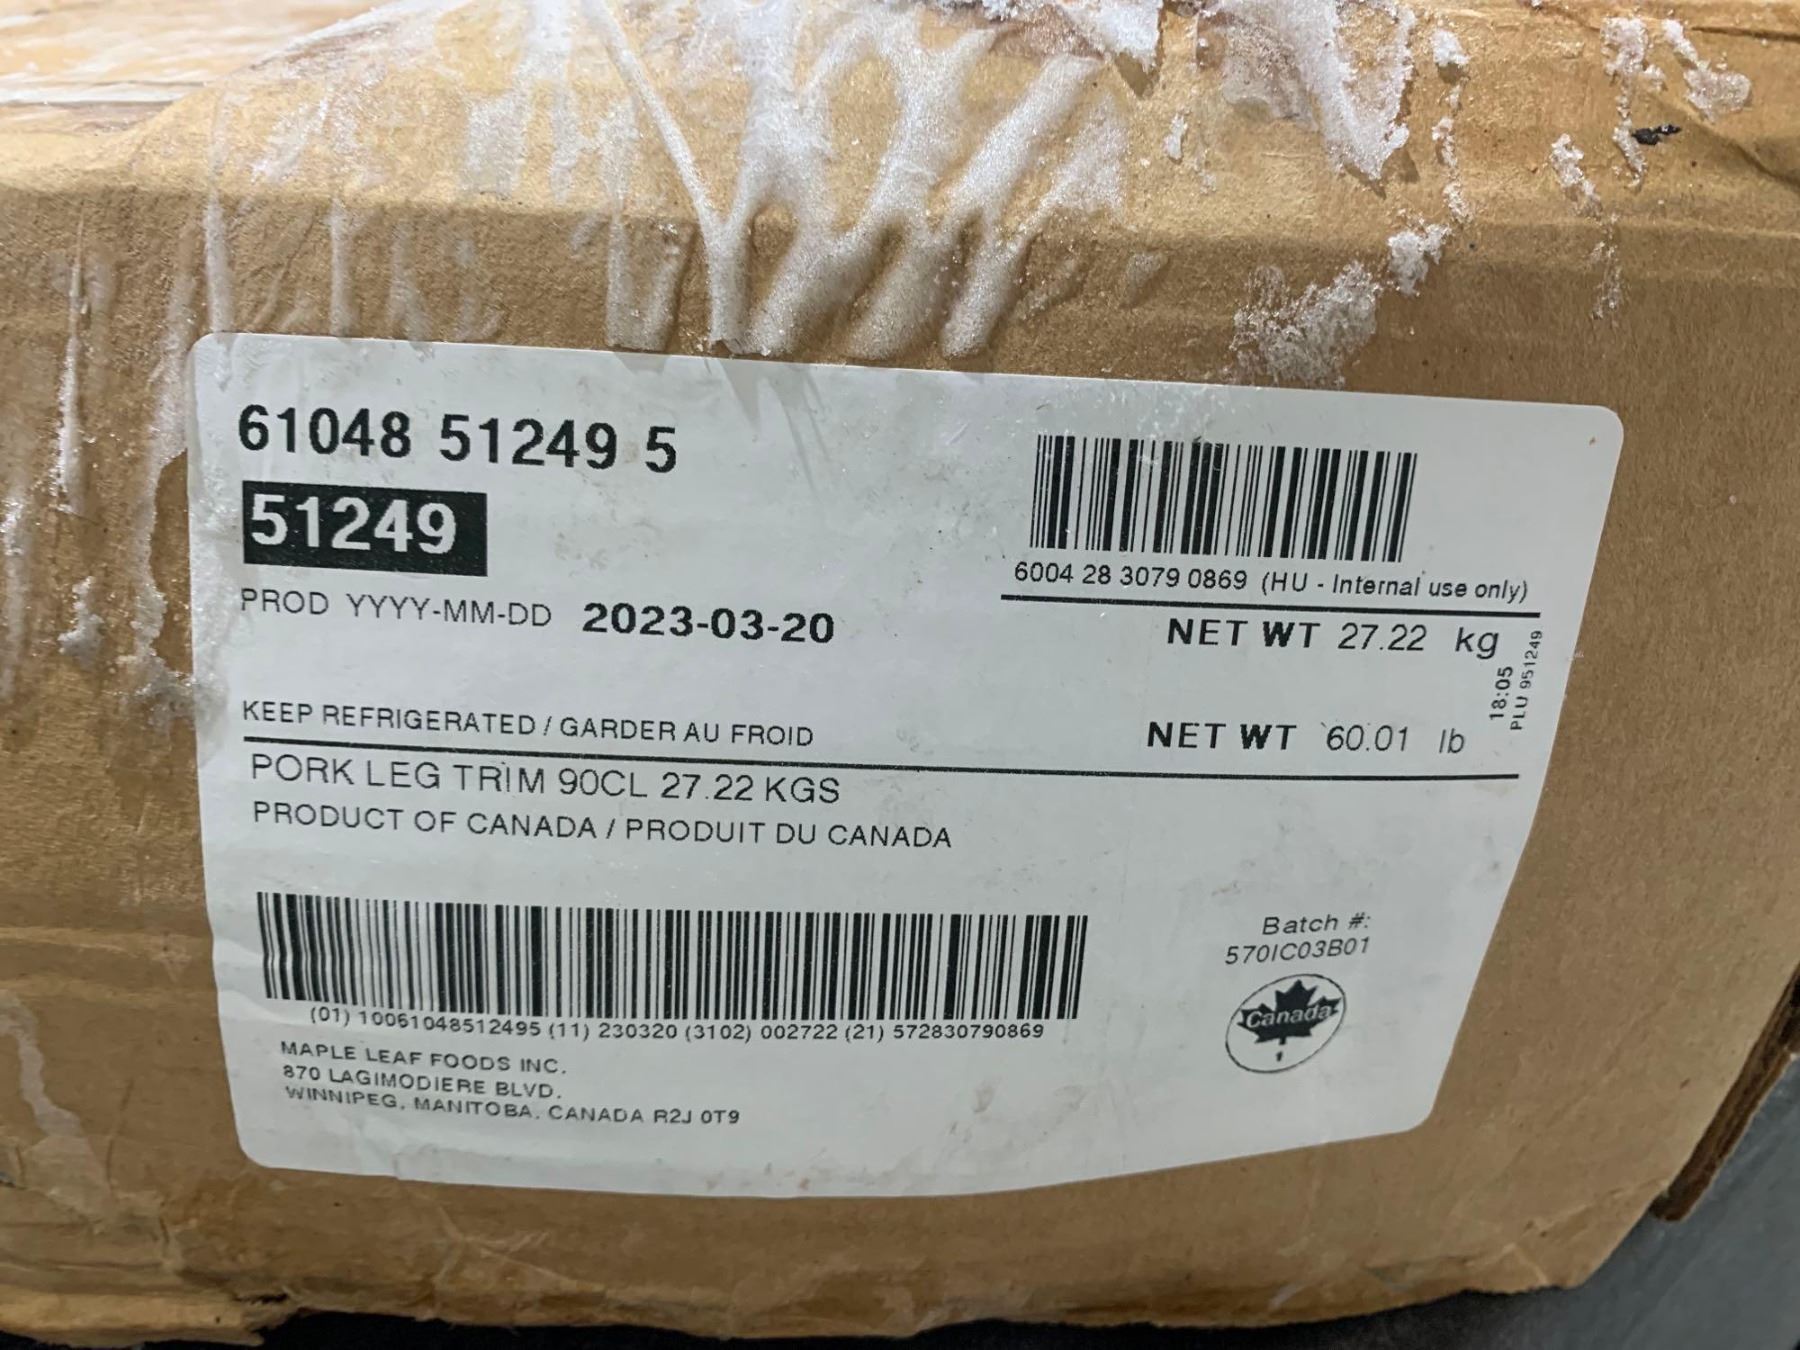 61048 51249 5
51249
PROD YYYY-MM-DD 2023-03-20
6004 28 3079 0869 (HU - Internal use only)
NET WT 27.22 kg
18:05
PLU 951249
KEEP REFRIGERATED / GARDER AU FROID
NET WT 60.01 lb
PORK LEG TRIM 90CL 27.22 KGS
PRODUCT OF CANADA / PRODUIT DU CANADA
(01) 10061048512495 (11) 230320 (3102) 002722 (21) 572830790869
Batch #:
570IC03B01
Canada
1
MAPLE LEAF FOODS INC.
870 LAGIMODIERE BLVD.
WINNIPEG, MANITOBA, CANADA R2J 0T9